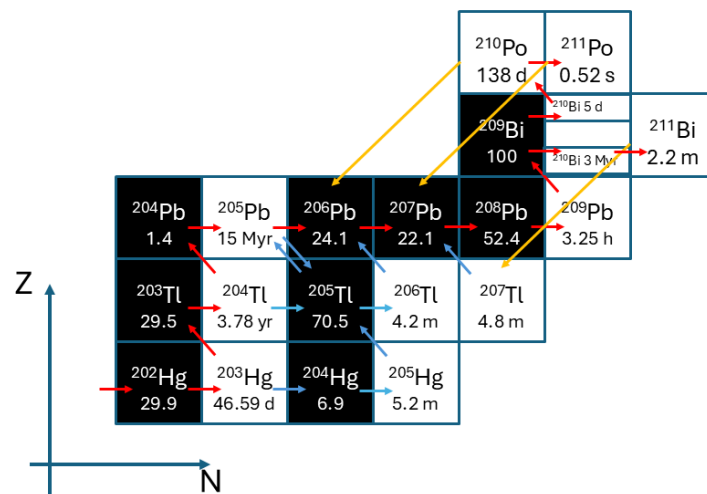 ²¹⁰Po ²¹¹Po
138 d 0.52 s
²¹⁰Bi 5 d
²⁰⁹Bi ²¹¹Bi
100 2.2 m
²¹⁰Bi 3 Myr
²⁰⁴Pb ²⁰⁵Pb ²⁰⁶Pb ²⁰⁷Pb ²⁰⁸Pb ²⁰⁹Pb
1.4 15 Myr 24.1 22.1 52.4 3.25 h
Z
²⁰³Tl ²⁰⁴Tl ²⁰⁵Tl ²⁰⁶Tl ²⁰⁷Tl
29.5 3.78 yr 70.5 4.2 m 4.8 m
²⁰²Hg ²⁰³Hg ²⁰⁴Hg ²⁰⁵Hg
29.9 46.59 d 6.9 5.2 m
N